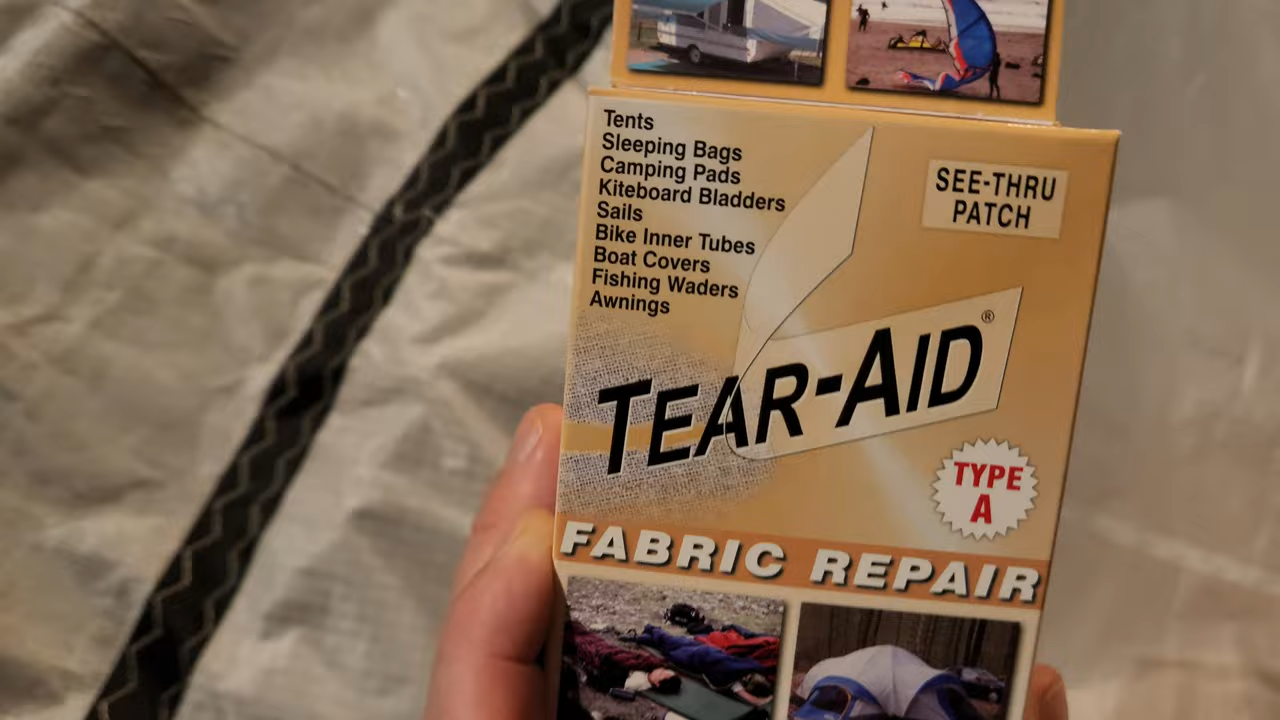 Tents
Sleeping Bags
Camping Pads
Kiteboard Bladders
Sails
Bike Inner Tubes
Boat Covers
Fishing Waders
Awnings
SEE-THRU
PATCH
TEAR-AID®
TYPE
A
FABRIC REPAIR